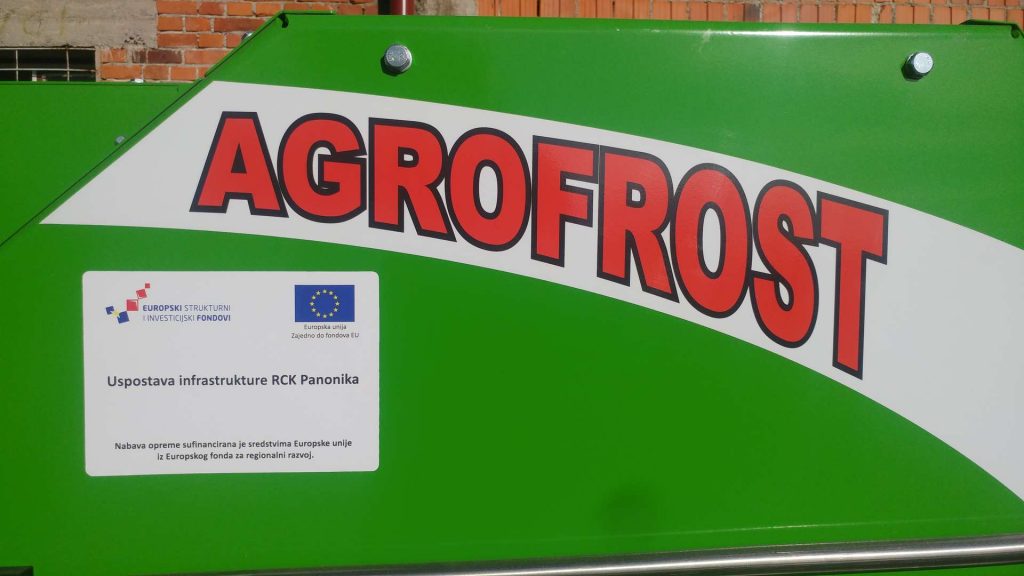 AGROFROST
EUROPSKI STRUKTURNI
I INVESTICIJSKI FONDOVI
Europska unija
Zajedno do fondova EU
Uspostava infrastrukture RCK Panonika
Nabava opreme sufinancirana je sredstvima Europske unije
iz Europskog fonda za regionalni razvoj.